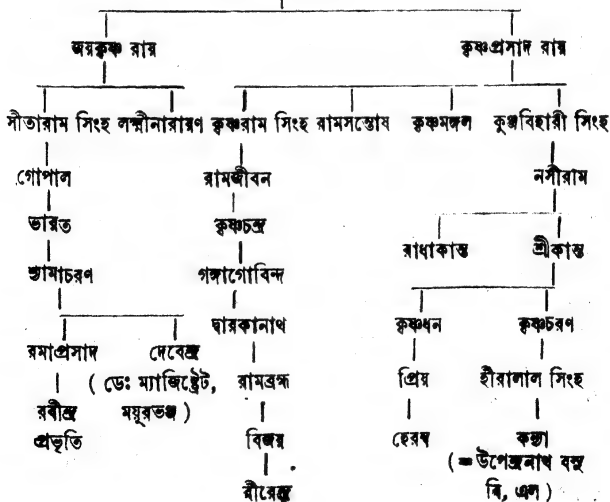 জয়কৃষ্ণ রায় কৃষ্ণপ্রসাদ রায়
সীতারাম সিংহ লক্ষ্মীনারায়ণ কৃষ্ণরাম সিংহ রামসন্তোষ কৃষ্ণমঙ্গল কুঞ্জবিহারী সিংহ
গোপাল রামজীবন নসীরাম
ভারত কৃষ্ণচন্দ্র রাধাকান্ত শ্রীকান্ত
শ্যামাচরণ গঙ্গাগোবিন্দ
দ্বারকানাথ কৃষ্ণধন কৃষ্ণচরণ
রমাপ্রসাদ দেবেন্দ্র
( ডেঃ ম্যাজিষ্ট্রেট, রামব্রহ্ম প্রিয় হীরালাল সিংহ
রবীন্দ্র ময়ূরভঞ্জ )
প্রভৃতি বিজয় হেরম্ব কন্যা
( = উপেন্দ্রনাথ বসু
বীরেন্দ্র বি, এল )